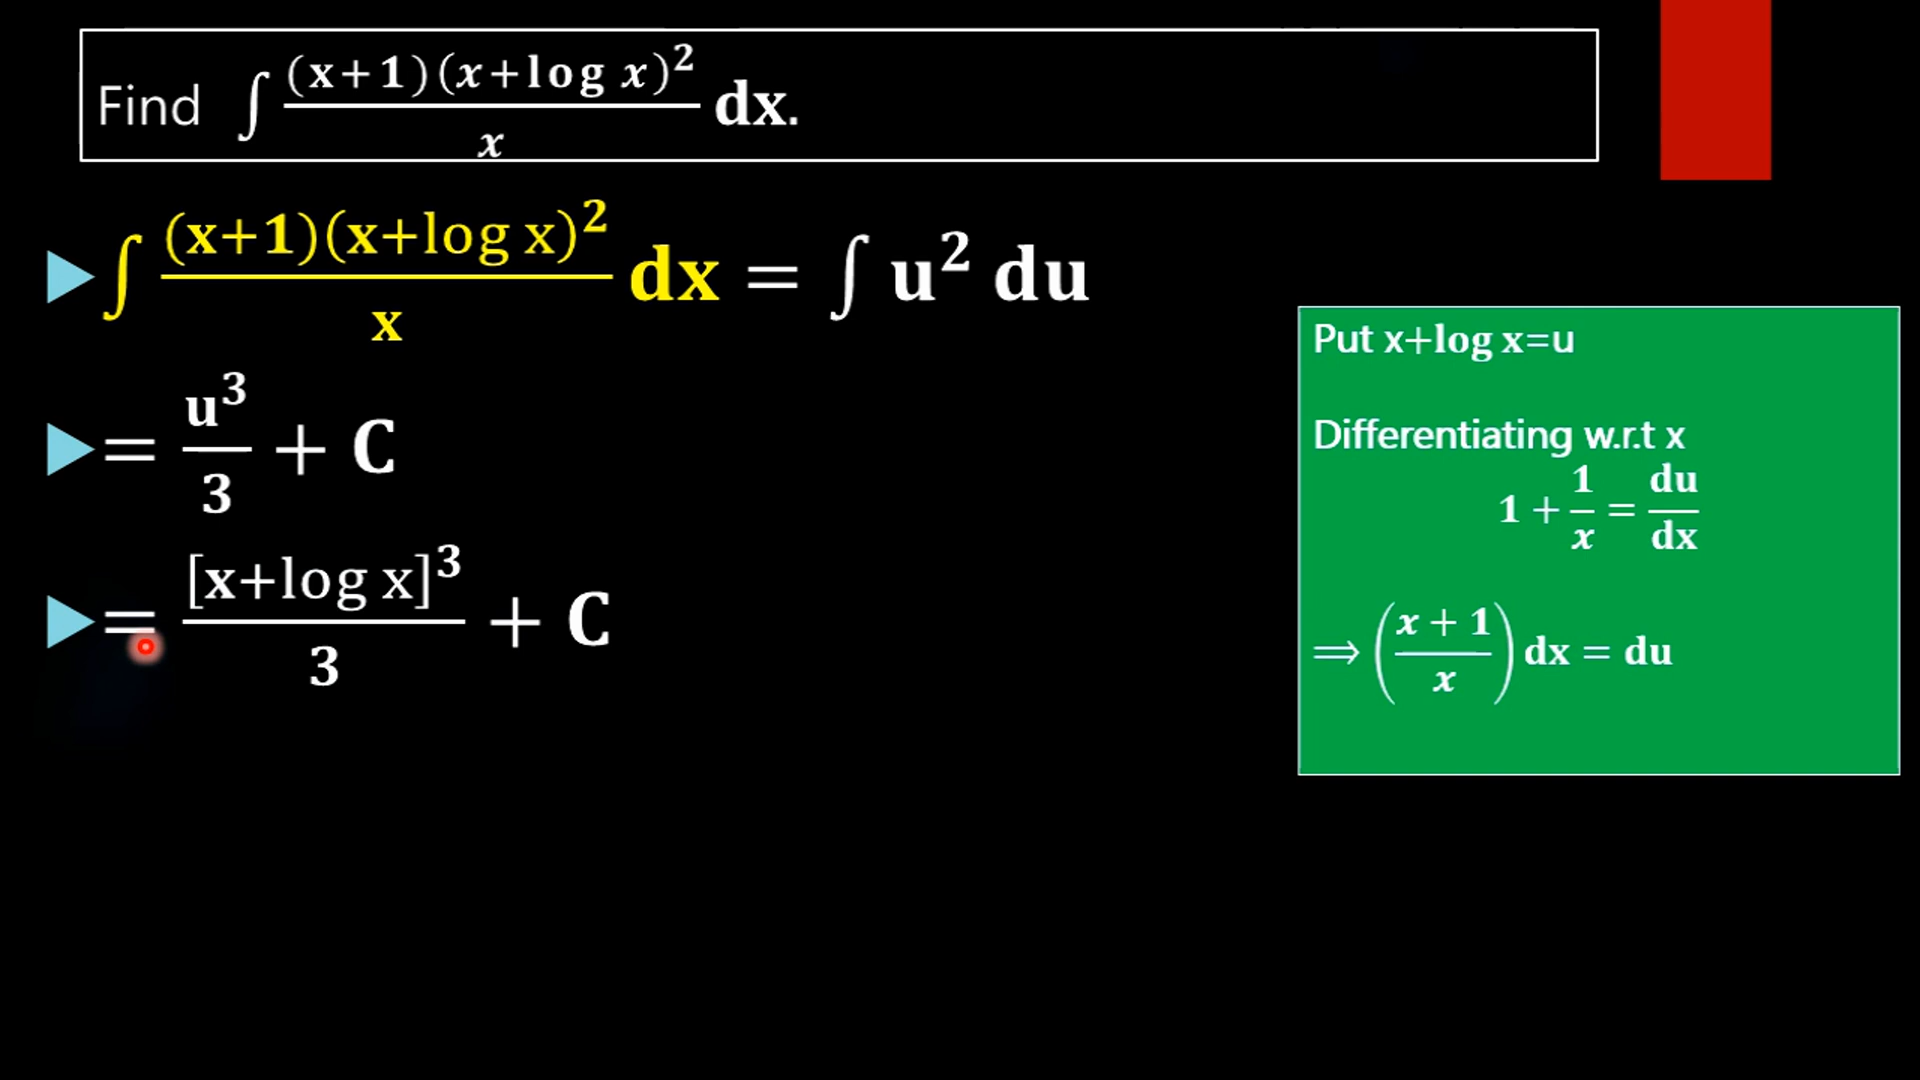 Find ∫ (x+1)(x+log x)² / x dx.
▶∫ (x+1)(x+log x)² / x dx = ∫ u² du
▶= u³/3 + C
▶= [x+log x]³/3 + C
Put x+log x=u
Differentiating w.r.t x
1 + 1/x = du/dx
⟹ ((x + 1)/x) dx = du